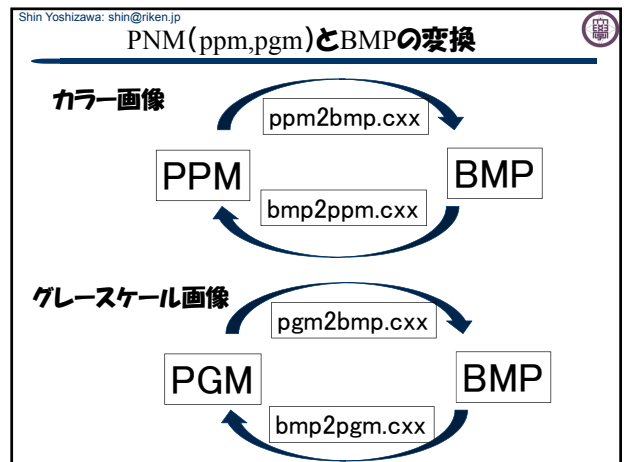 Shin Yoshizawa: shin@riken.jp
PNM(ppm,pgm)とBMPの変換
カラー画像
ppm2bmp.cxx
PPM
BMP
bmp2ppm.cxx
グレースケール画像
pgm2bmp.cxx
PGM
BMP
bmp2pgm.cxx